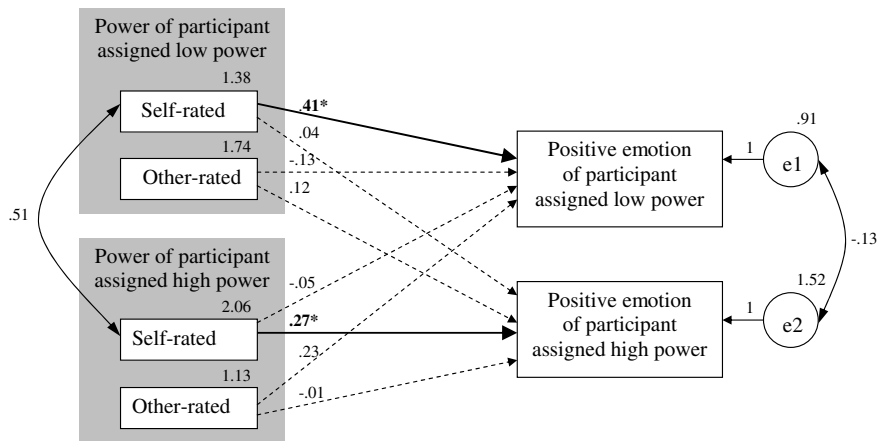 Power of participant
assigned low power
1.38
Self-rated
1.74
Other-rated
.41*
.04
-.13
.12
.51
Power of participant
assigned high power
2.06
Self-rated
1.13
Other-rated
-.05
.27*
.23
-.01
Positive emotion
of participant
assigned low power
1
.91
e1
-.13
Positive emotion
of participant
assigned high power
1
1.52
e2